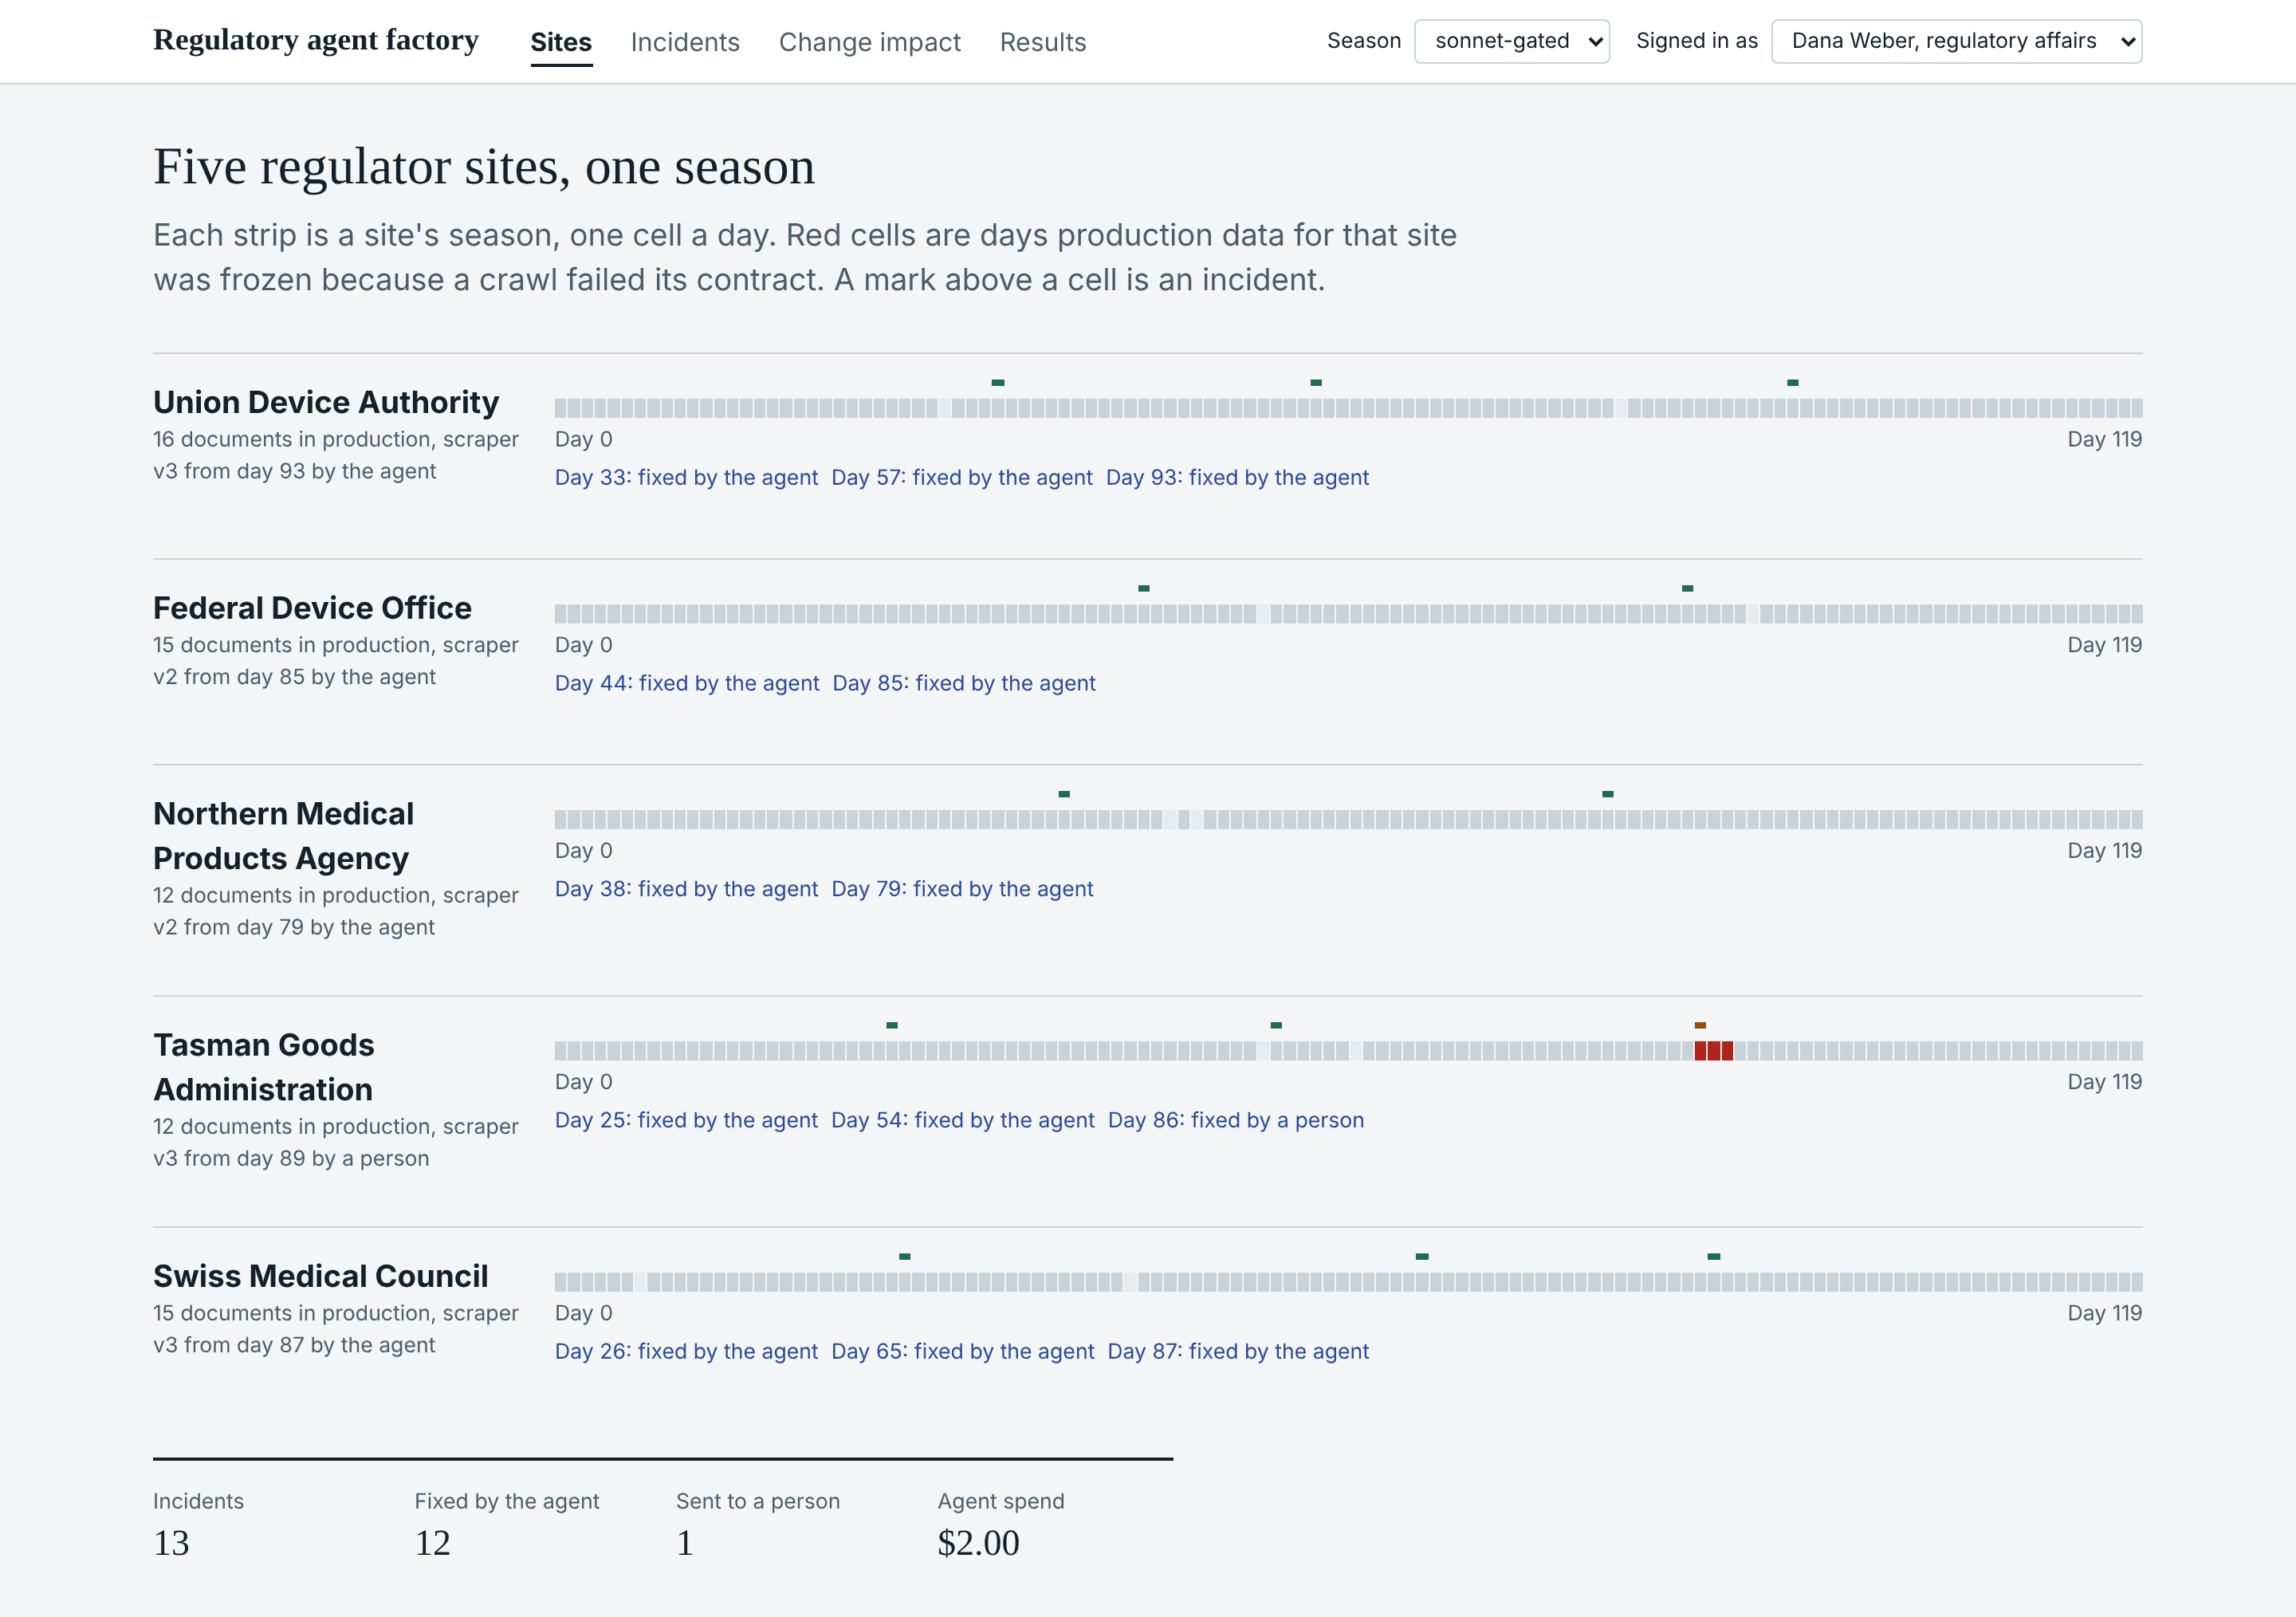 Regulatory agent factory Sites Incidents Change impact Results Season sonnet-gated Signed in as Dana Weber, regulatory affairs
Five regulator sites, one season
Each strip is a site's season, one cell a day. Red cells are days production data for that site
was frozen because a crawl failed its contract. A mark above a cell is an incident.
Union Device Authority
16 documents in production, scraper
v3 from day 93 by the agent
Day 0 Day 119
Day 33: fixed by the agent Day 57: fixed by the agent Day 93: fixed by the agent
Federal Device Office
15 documents in production, scraper
v2 from day 85 by the agent
Day 0 Day 119
Day 44: fixed by the agent Day 85: fixed by the agent
Northern Medical
Products Agency
12 documents in production, scraper
v2 from day 79 by the agent
Day 0 Day 119
Day 38: fixed by the agent Day 79: fixed by the agent
Tasman Goods
Administration
12 documents in production, scraper
v3 from day 89 by a person
Day 0 Day 119
Day 25: fixed by the agent Day 54: fixed by the agent Day 86: fixed by a person
Swiss Medical Council
15 documents in production, scraper
v3 from day 87 by the agent
Day 0 Day 119
Day 26: fixed by the agent Day 65: fixed by the agent Day 87: fixed by the agent
Incidents Fixed by the agent Sent to a person Agent spend
13 12 1 $2.00